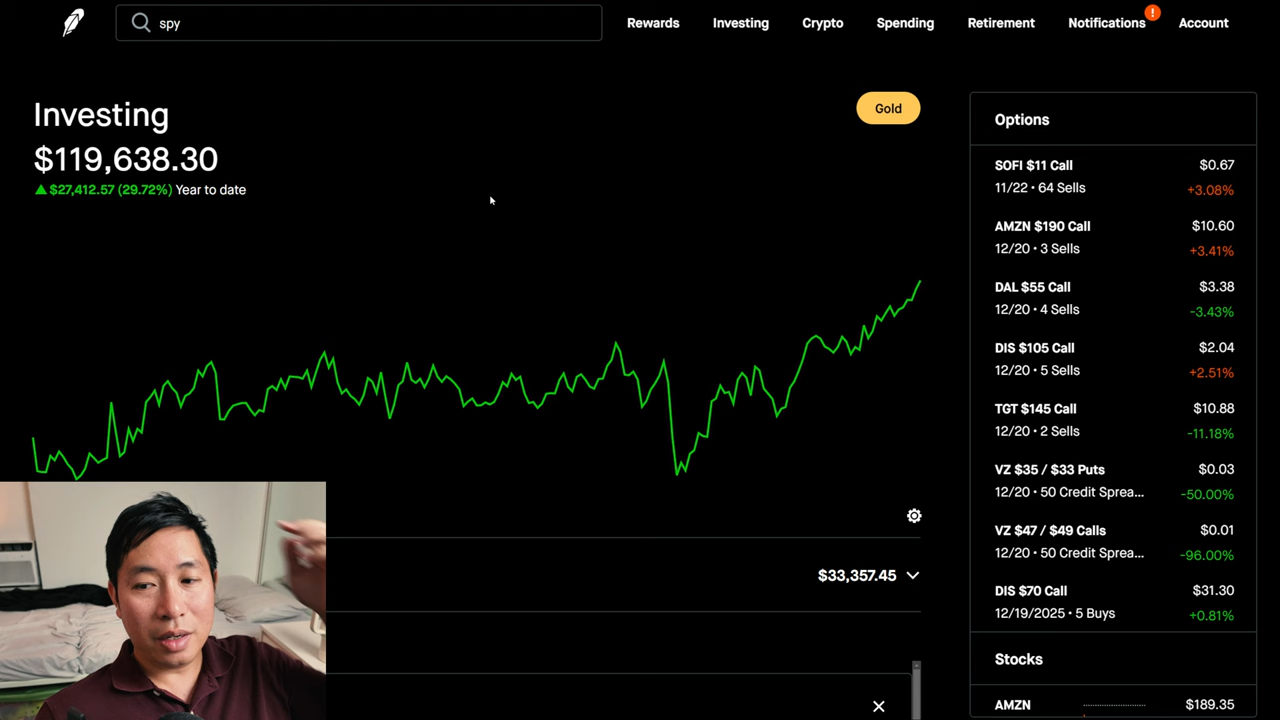 spy
Rewards
Investing
Crypto
Spending
Retirement
Notifications
!
Account
Investing
Gold
$119,638.30
▲ $27,412.57 (29.72%) Year to date
$33,357.45
Options
SOFI $11 Call $0.67
11/22 • 64 Sells +3.08%
AMZN $190 Call $10.60
12/20 • 3 Sells +3.41%
DAL $55 Call $3.38
12/20 • 4 Sells -3.43%
DIS $105 Call $2.04
12/20 • 5 Sells +2.51%
TGT $145 Call $10.88
12/20 • 2 Sells -11.18%
VZ $35 / $33 Puts $0.03
12/20 • 50 Credit Sprea... -50.00%
VZ $47 / $49 Calls $0.01
12/20 • 50 Credit Sprea... -96.00%
DIS $70 Call $31.30
12/19/2025 • 5 Buys +0.81%
Stocks
AMZN $189.35